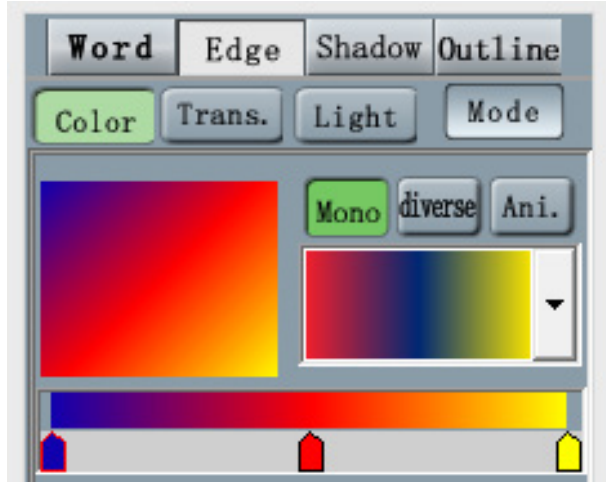 Word Edge Shadow Outline
Color Trans. Light Mode
Mono diverse Ani.